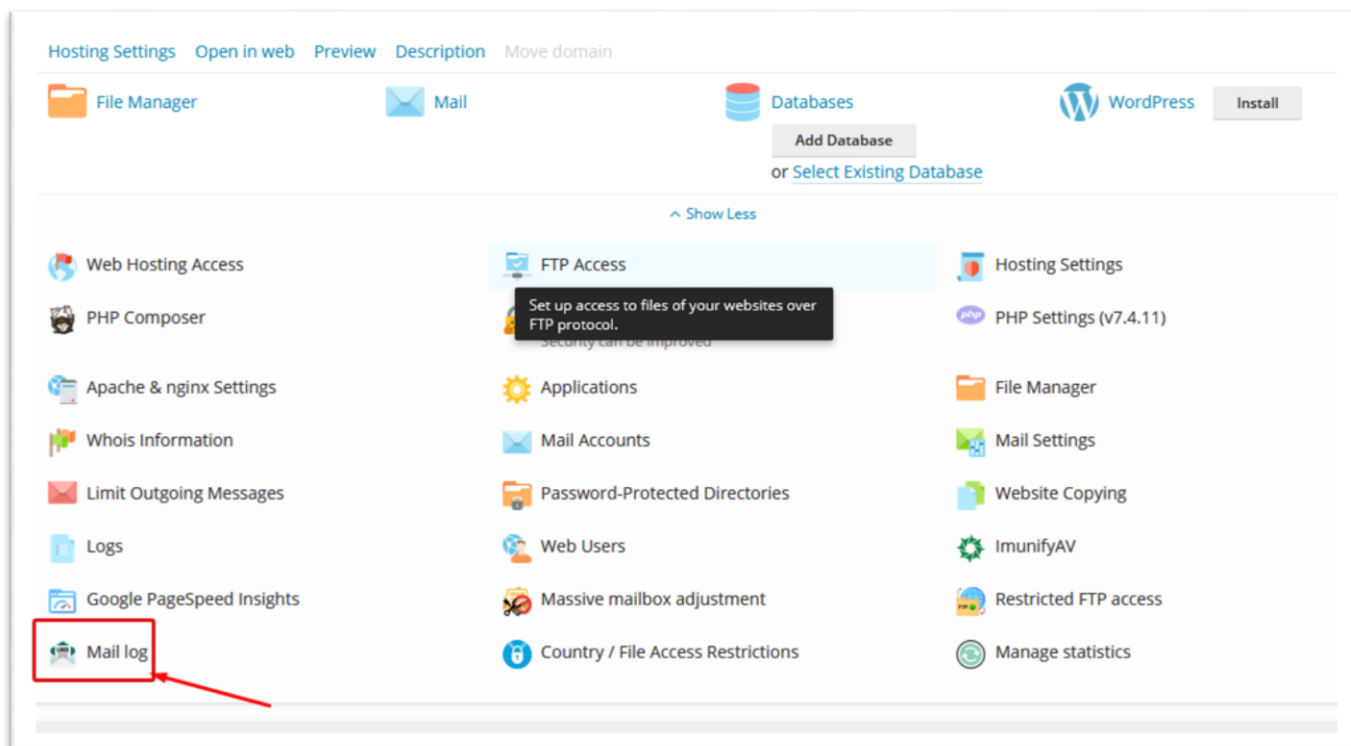 Hosting Settings Open in web Preview Description Move domain
File Manager Mail Databases WordPress Install
Add Database
or Select Existing Database
Show Less
Web Hosting Access FTP Access Hosting Settings
Set up access to files of your websites over
FTP protocol.
PHP Composer PHP Settings (v7.4.11)
Security can be improved
Apache & nginx Settings Applications File Manager
Whois Information Mail Accounts Mail Settings
Limit Outgoing Messages Password-Protected Directories Website Copying
Logs Web Users ImunifyAV
Google PageSpeed Insights Massive mailbox adjustment Restricted FTP access
Mail log Country / File Access Restrictions Manage statistics